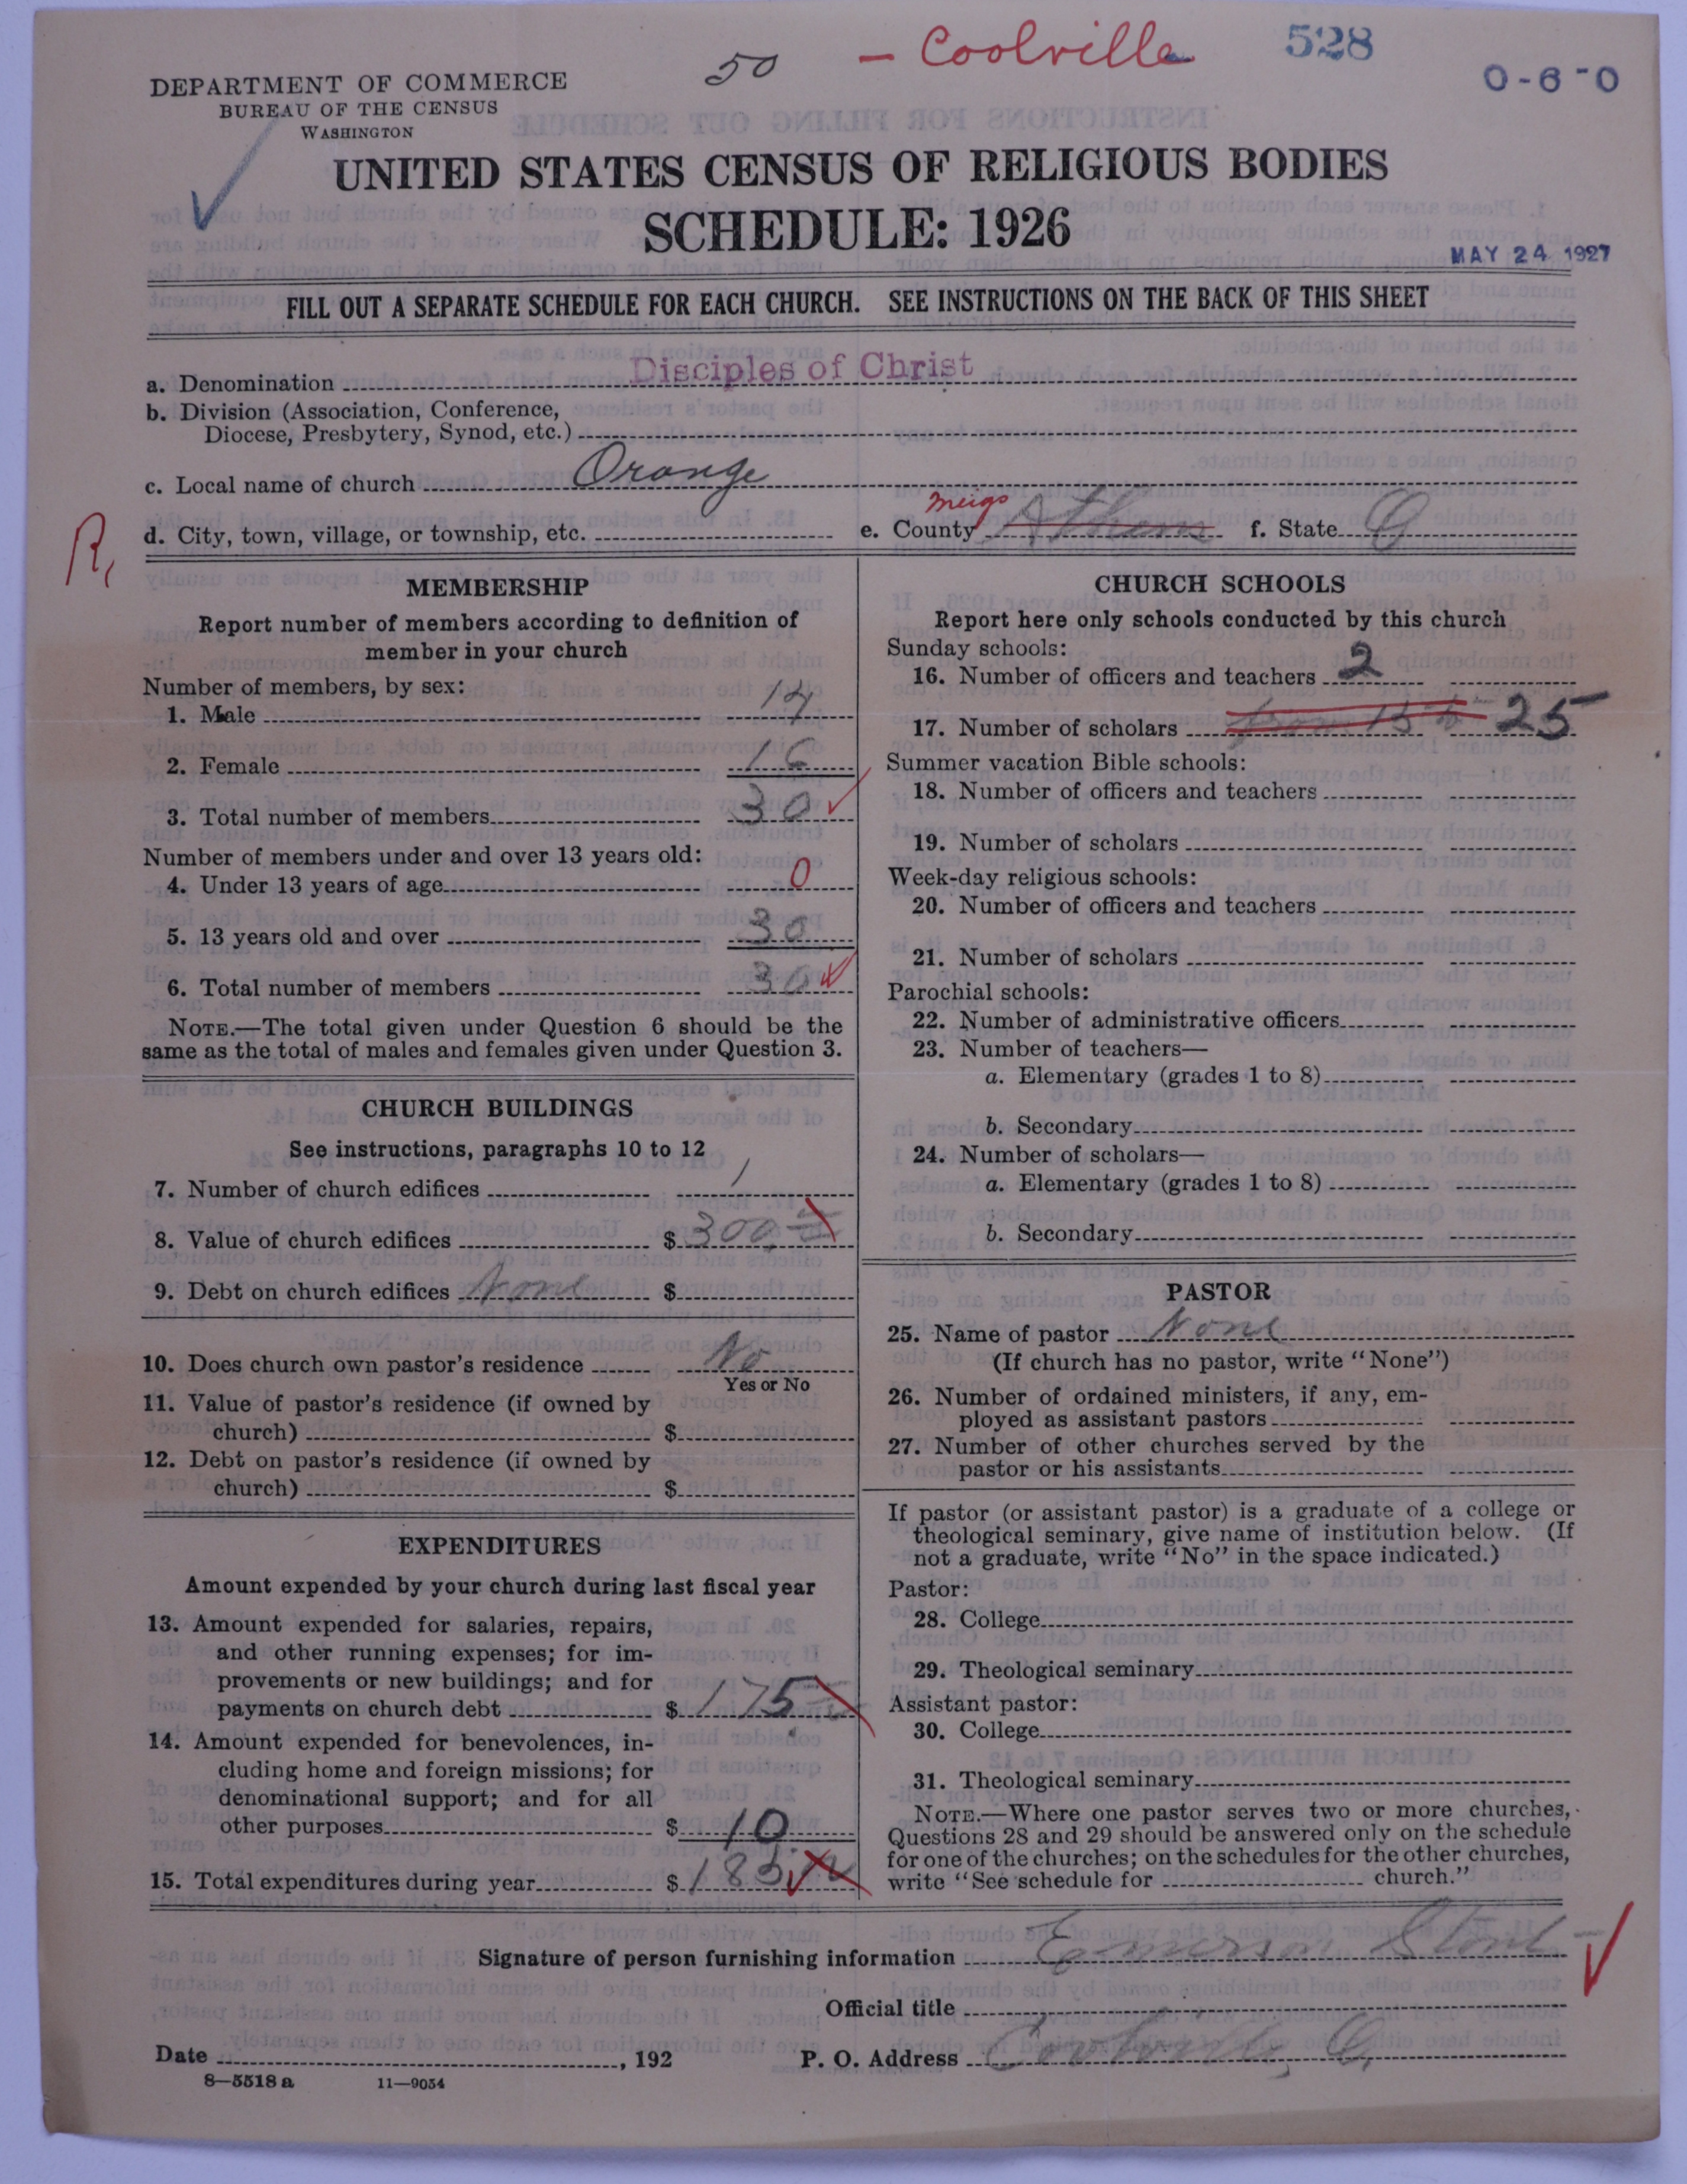 50 — Coolville 528
O-6-0
DEPARTMENT OF COMMERCE
BUREAU OF THE CENSUS
WASHINGTON
UNITED STATES CENSUS OF RELIGIOUS BODIES
SCHEDULE: 1926
MAY 24 1927
FILL OUT A SEPARATE SCHEDULE FOR EACH CHURCH. SEE INSTRUCTIONS ON THE BACK OF THIS SHEET
a. Denomination Disciples of Christ
b. Division (Association, Conference,
Diocese, Presbytery, Synod, etc.)
c. Local name of church Orange
d. City, town, village, or township, etc. e. County Meigs Athens f. State O
R,
MEMBERSHIP
Report number of members according to definition of
member in your church
Number of members, by sex:
1. Male 14
2. Female 16
3. Total number of members 30
Number of members under and over 13 years old:
4. Under 13 years of age 0
5. 13 years old and over 30
6. Total number of members 30
NOTE.—The total given under Question 6 should be the
same as the total of males and females given under Question 3.
CHURCH BUILDINGS
See instructions, paragraphs 10 to 12
7. Number of church edifices 1
8. Value of church edifices $ 300
9. Debt on church edifices None $
10. Does church own pastor's residence No
Yes or No
11. Value of pastor's residence (if owned by
church) $
12. Debt on pastor's residence (if owned by
church) $
EXPENDITURES
Amount expended by your church during last fiscal year
13. Amount expended for salaries, repairs,
and other running expenses; for im-
provements or new buildings; and for
payments on church debt $ 175
14. Amount expended for benevolences, in-
cluding home and foreign missions; for
denominational support; and for all
other purposes $ 10
15. Total expenditures during year $ 185
CHURCH SCHOOLS
Report here only schools conducted by this church
Sunday schools:
16. Number of officers and teachers 2
17. Number of scholars from 15 to 25
Summer vacation Bible schools:
18. Number of officers and teachers
19. Number of scholars
Week-day religious schools:
20. Number of officers and teachers
21. Number of scholars
Parochial schools:
22. Number of administrative officers
23. Number of teachers—
a. Elementary (grades 1 to 8)
b. Secondary
24. Number of scholars—
a. Elementary (grades 1 to 8)
b. Secondary
PASTOR
25. Name of pastor None
(If church has no pastor, write "None")
26. Number of ordained ministers, if any, em-
ployed as assistant pastors
27. Number of other churches served by the
pastor or his assistants
If pastor (or assistant pastor) is a graduate of a college or
theological seminary, give name of institution below. (If
not a graduate, write "No" in the space indicated.)
Pastor:
28. College
29. Theological seminary
Assistant pastor:
30. College
31. Theological seminary
NOTE.—Where one pastor serves two or more churches,
Questions 28 and 29 should be answered only on the schedule
for one of the churches; on the schedules for the other churches,
write "See schedule for church."
Signature of person furnishing information Emerson Stout
Official title
Date , 192 P. O. Address Coolville, O.
8—5518 a 11—9054